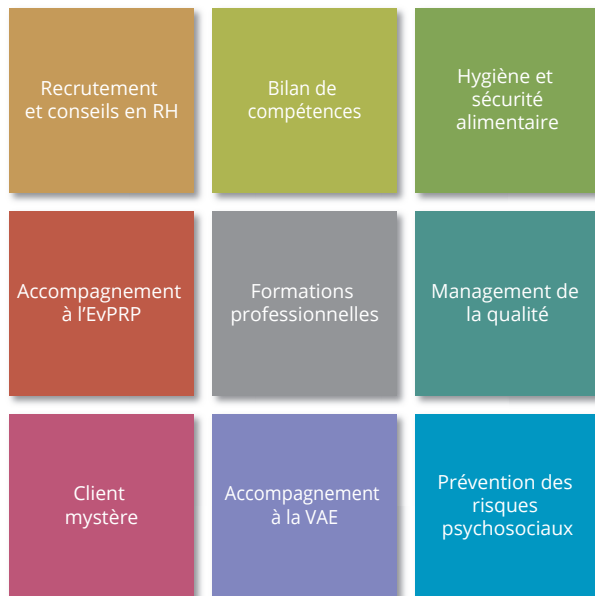 Recrutement
et conseils en RH
Bilan de
compétences
Hygiène et
sécurité
alimentaire
Accompagnement
à l'EvPRP
Formations
professionnelles
Management de
la qualité
Client
mystère
Accompagnement
à la VAE
Prévention des
risques
psychosociaux